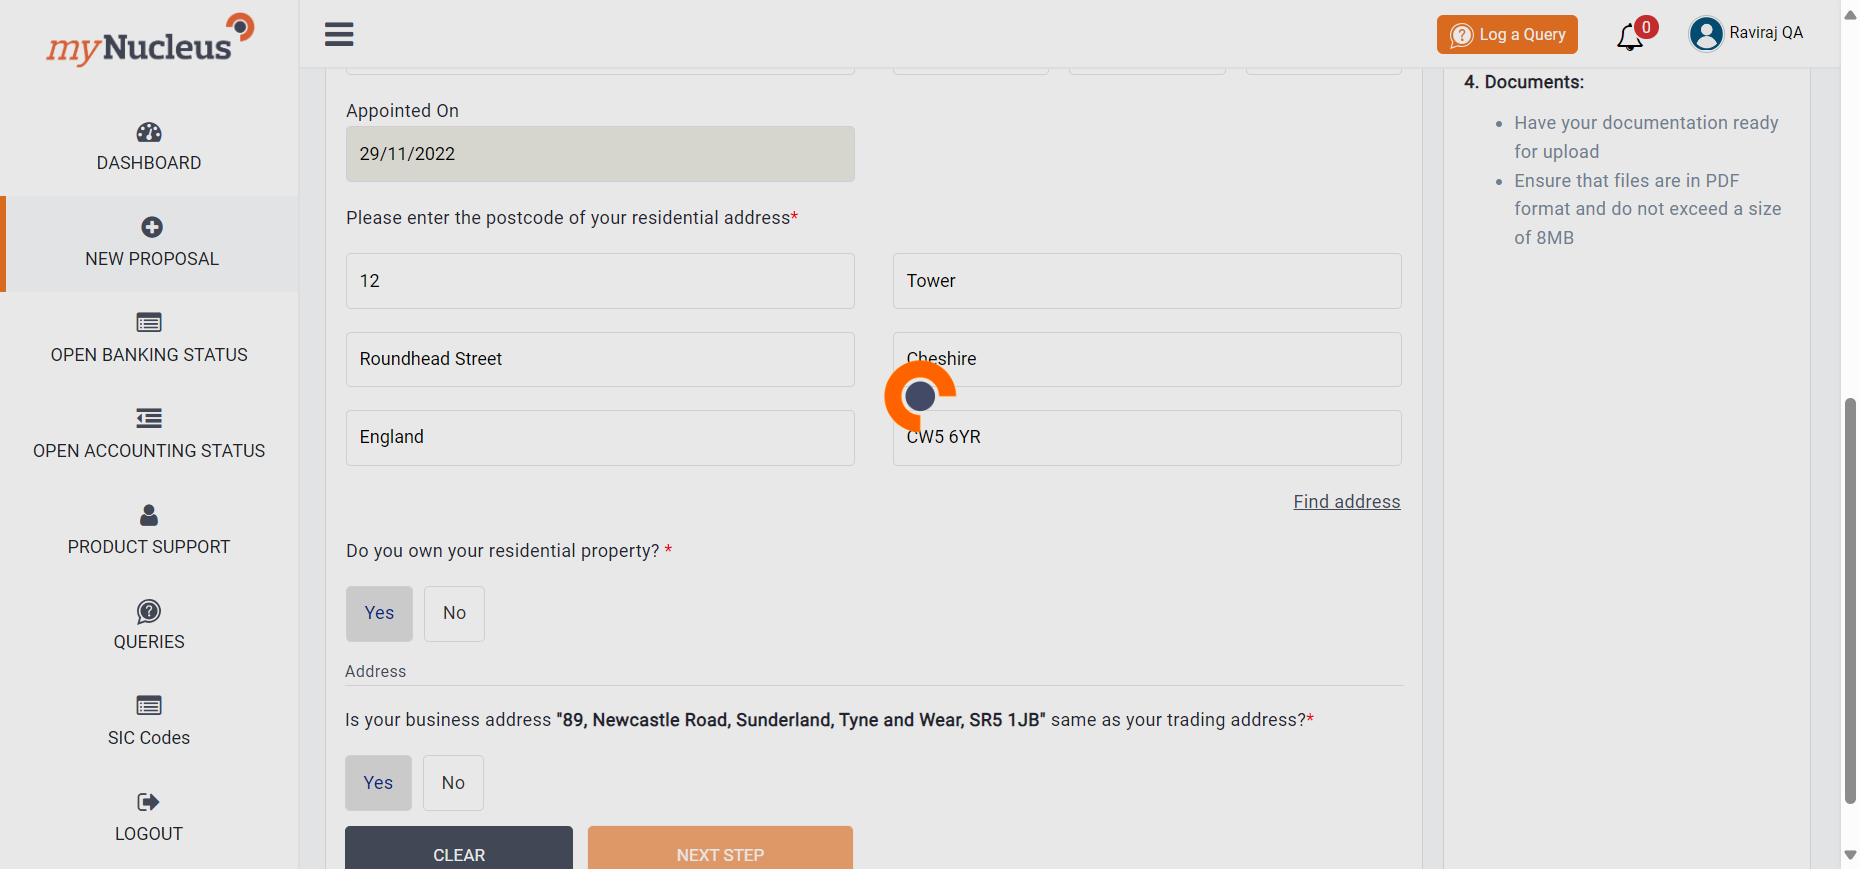 myNucleus
Log a Query
0
Raviraj QA
DASHBOARD
NEW PROPOSAL
OPEN BANKING STATUS
OPEN ACCOUNTING STATUS
PRODUCT SUPPORT
QUERIES
SIC Codes
LOGOUT
Appointed On
29/11/2022
Please enter the postcode of your residential address*
12
Tower
Roundhead Street
Cheshire
England
CW5 6YR
Find address
Do you own your residential property? *
Yes
No
Address
Is your business address "89, Newcastle Road, Sunderland, Tyne and Wear, SR5 1JB" same as your trading address?*
Yes
No
CLEAR
NEXT STEP
4. Documents:
• Have your documentation ready
for upload
• Ensure that files are in PDF
format and do not exceed a size
of 8MB